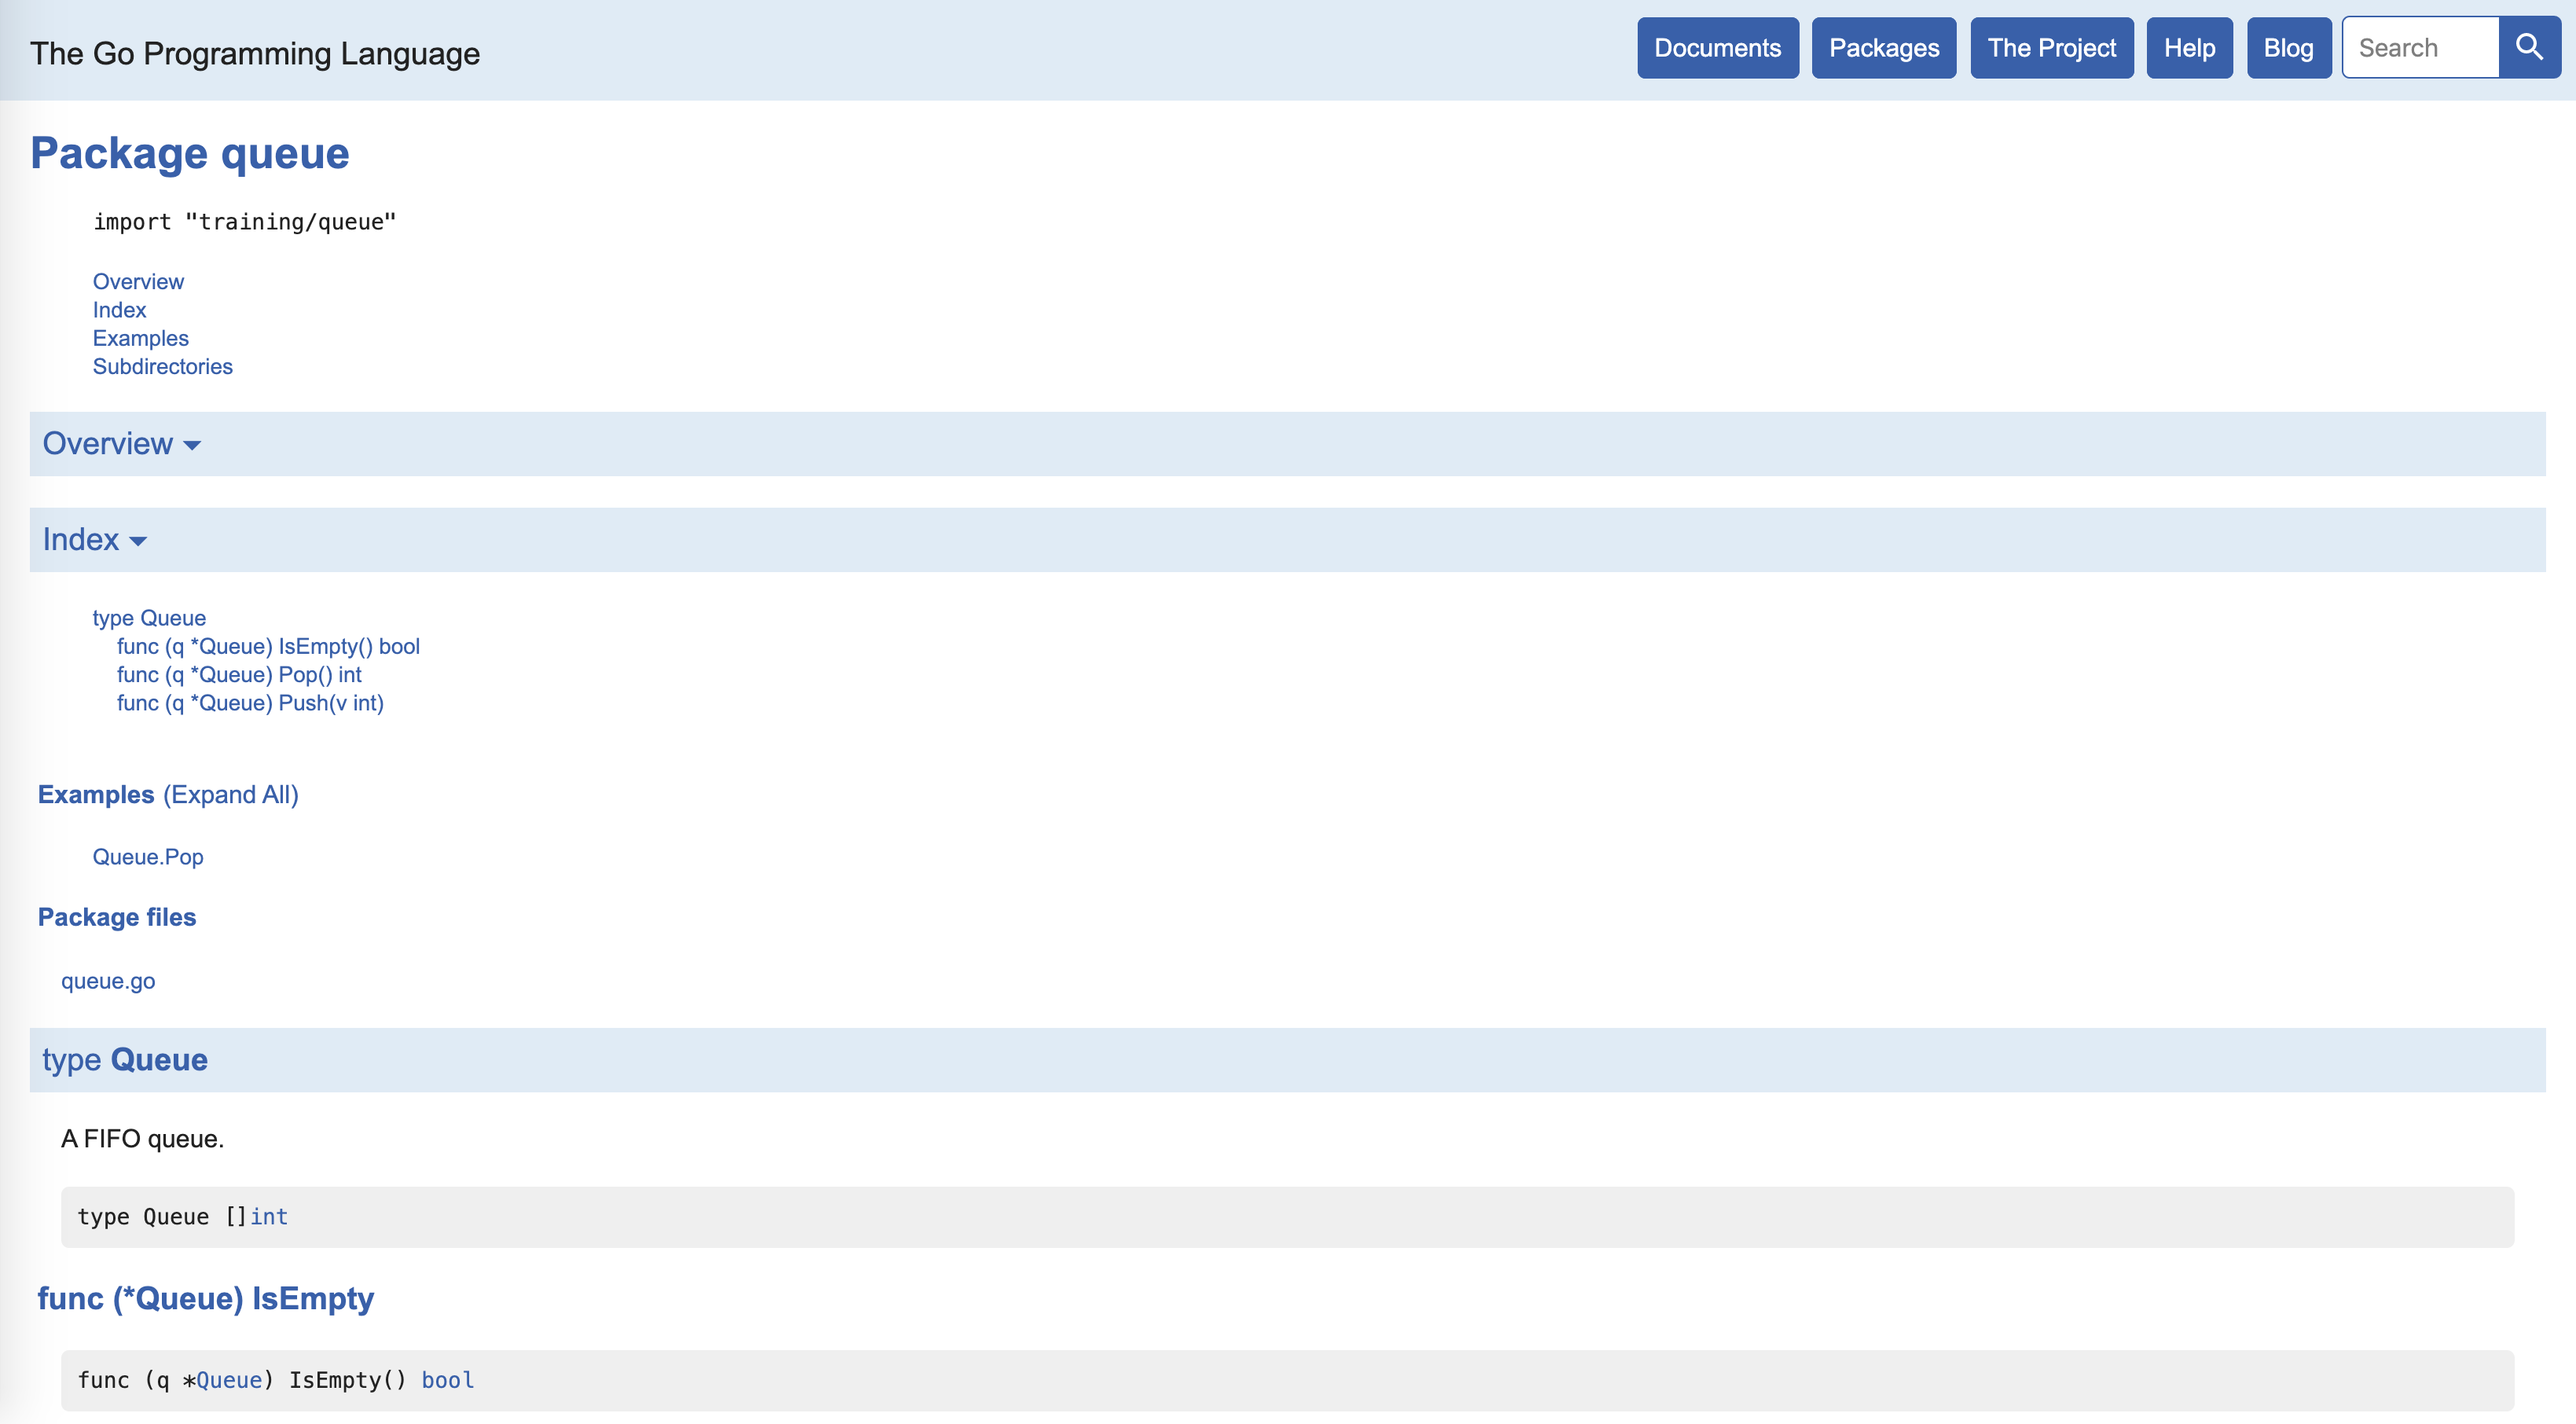 The Go Programming Language
Documents Packages The Project Help Blog Search
Package queue
import "training/queue"
Overview
Index
Examples
Subdirectories
Overview
Index
type Queue
func (q *Queue) IsEmpty() bool
func (q *Queue) Pop() int
func (q *Queue) Push(v int)
Examples (Expand All)
Queue.Pop
Package files
queue.go
type Queue
A FIFO queue.
type Queue []int
func (*Queue) IsEmpty
func (q *Queue) IsEmpty() bool